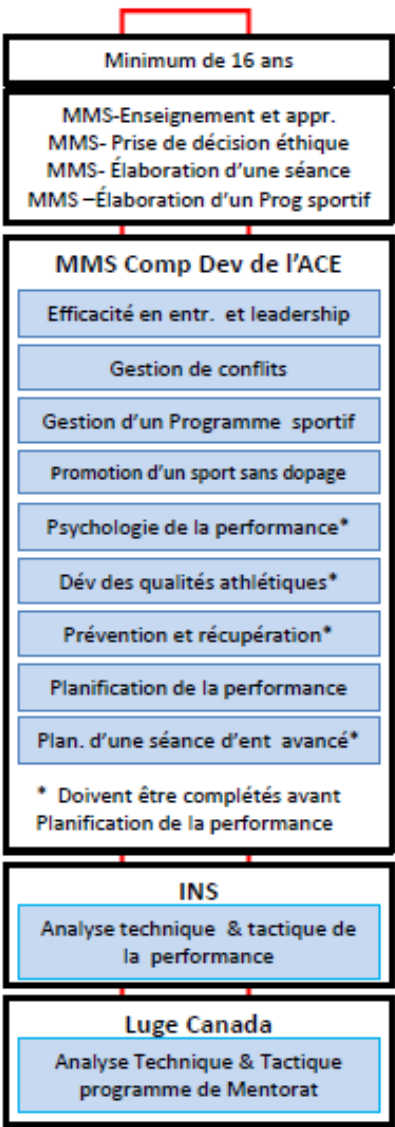 Minimum de 16 ans
MMS-Enseignement et appr.
MMS- Prise de décision éthique
MMS- Élaboration d'une séance
MMS –Élaboration d'un Prog sportif
MMS Comp Dev de l'ACE
Efficacité en entr. et leadership
Gestion de conflits
Gestion d'un Programme sportif
Promotion d'un sport sans dopage
Psychologie de la performance*
Dév des qualités athlétiques*
Prévention et récupération*
Planification de la performance
Plan. d'une séance d'ent avancé*
* Doivent être complétés avant
Planification de la performance
INS
Analyse technique & tactique de
la performance
Luge Canada
Analyse Technique & Tactique
programme de Mentorat